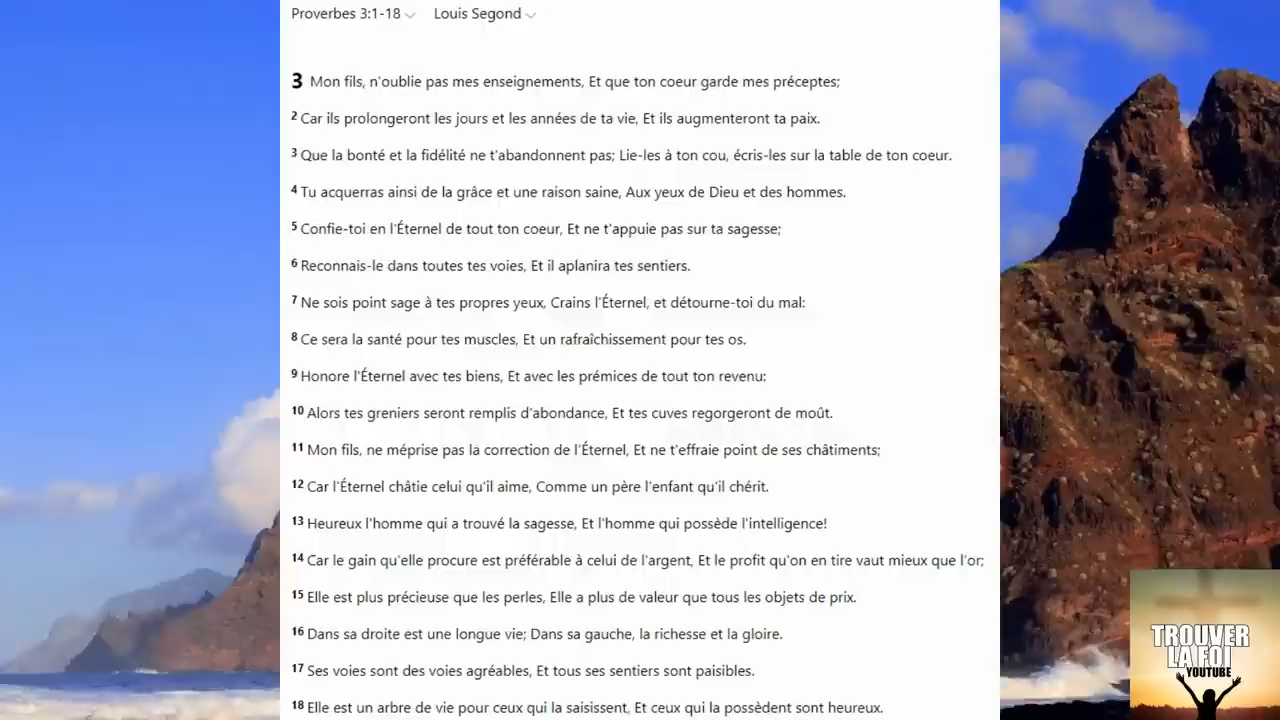 Proverbes 3:1-18 Louis Segond
3 Mon fils, n'oublie pas mes enseignements, Et que ton coeur garde mes préceptes;
2 Car ils prolongeront les jours et les années de ta vie, Et ils augmenteront ta paix.
3 Que la bonté et la fidélité ne t'abandonnent pas; Lie-les à ton cou, écris-les sur la table de ton coeur.
4 Tu acquerras ainsi de la grâce et une raison saine, Aux yeux de Dieu et des hommes.
5 Confie-toi en l'Éternel de tout ton coeur, Et ne t'appuie pas sur ta sagesse;
6 Reconnais-le dans toutes tes voies, Et il aplanira tes sentiers.
7 Ne sois point sage à tes propres yeux, Crains l'Éternel, et détourne-toi du mal:
8 Ce sera la santé pour tes muscles, Et un rafraîchissement pour tes os.
9 Honore l'Éternel avec tes biens, Et avec les prémices de tout ton revenu:
10 Alors tes greniers seront remplis d'abondance, Et tes cuves regorgeront de moût.
11 Mon fils, ne méprise pas la correction de l'Éternel, Et ne t'effraie point de ses châtiments;
12 Car l'Éternel châtie celui qu'il aime, Comme un père l'enfant qu'il chérit.
13 Heureux l'homme qui a trouvé la sagesse, Et l'homme qui possède l'intelligence!
14 Car le gain qu'elle procure est préférable à celui de l'argent, Et le profit qu'on en tire vaut mieux que l'or;
15 Elle est plus précieuse que les perles, Elle a plus de valeur que tous les objets de prix.
16 Dans sa droite est une longue vie; Dans sa gauche, la richesse et la gloire.
17 Ses voies sont des voies agréables, Et tous ses sentiers sont paisibles.
18 Elle est un arbre de vie pour ceux qui la saisissent, Et ceux qui la possèdent sont heureux.
TROUVER
LA FOI
YOUTUBE